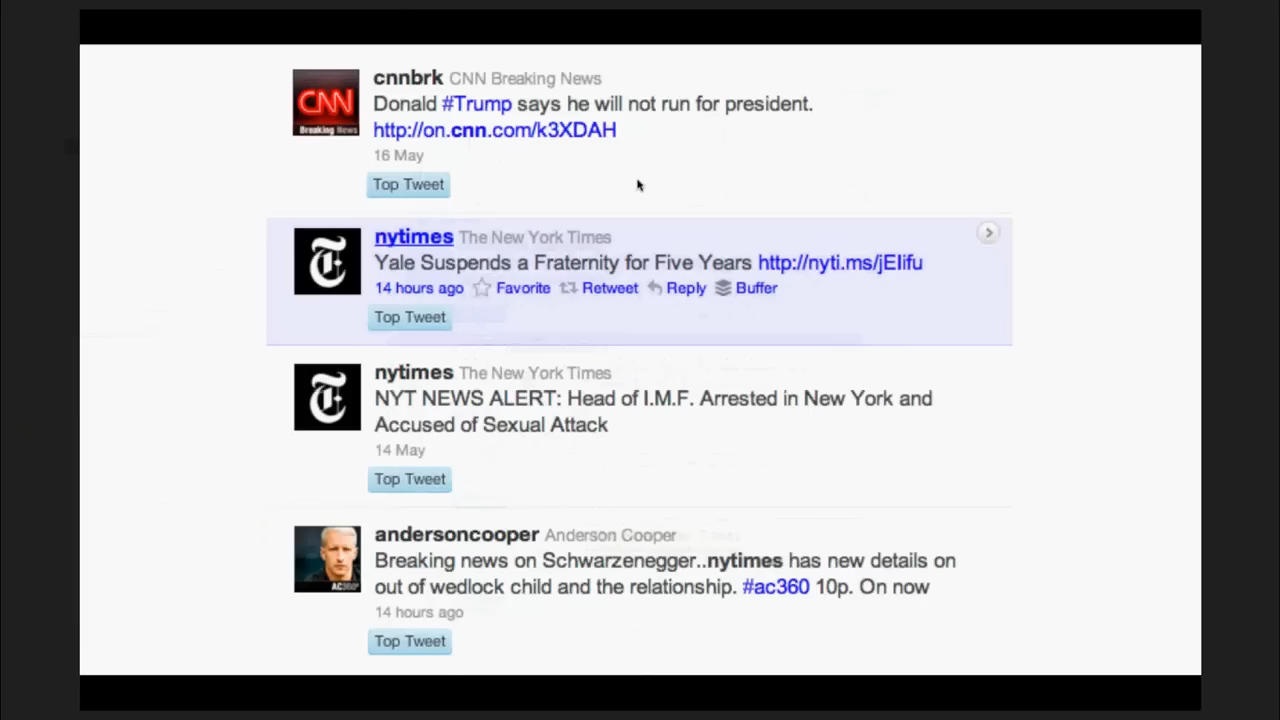 cnnbrk CNN Breaking News
Donald #Trump says he will not run for president.
http://on.cnn.com/k3XDAH
16 May
Top Tweet
CNN
Breaking News
nytimes The New York Times
Yale Suspends a Fraternity for Five Years http://nyti.ms/jEIifu
14 hours ago Favorite Retweet Reply Buffer
Top Tweet
T
nytimes The New York Times
NYT NEWS ALERT: Head of I.M.F. Arrested in New York and
Accused of Sexual Attack
14 May
Top Tweet
T
andersoncooper Anderson Cooper
Breaking news on Schwarzenegger..nytimes has new details on
out of wedlock child and the relationship. #ac360 10p. On now
14 hours ago
Top Tweet
AC360°